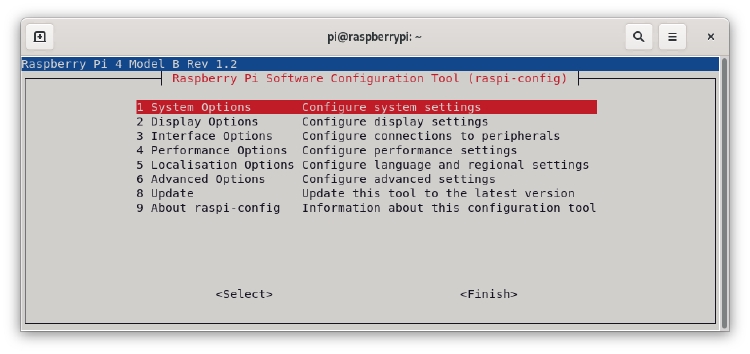 pi@raspberrypi: ~
Raspberry Pi 4 Model B Rev 1.2
Raspberry Pi Software Configuration Tool (raspi-config)
1 System Options Configure system settings
2 Display Options Configure display settings
3 Interface Options Configure connections to peripherals
4 Performance Options Configure performance settings
5 Localisation Options Configure language and regional settings
6 Advanced Options Configure advanced settings
8 Update Update this tool to the latest version
9 About raspi-config Information about this configuration tool
<Select> <Finish>